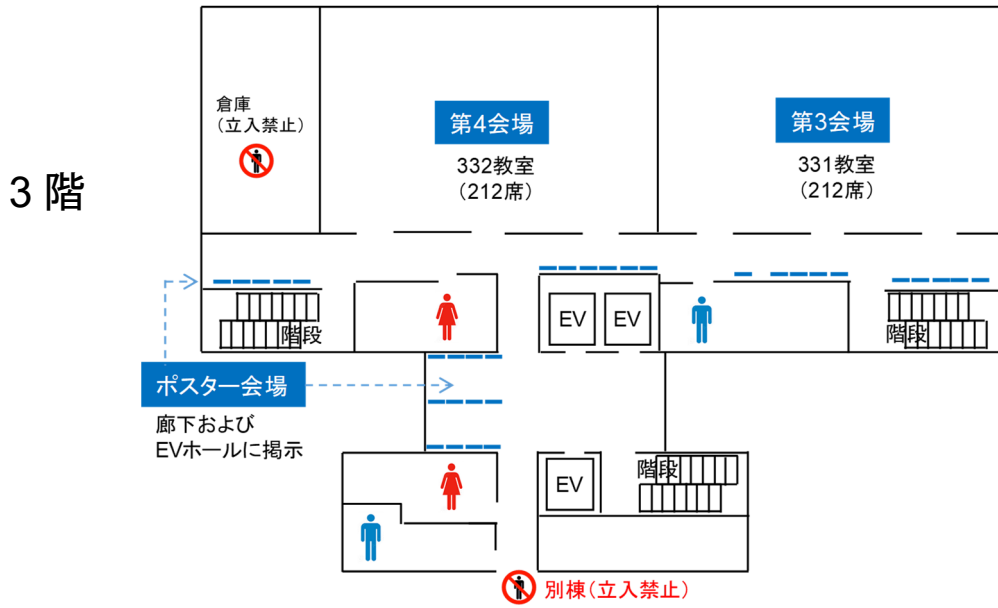 3階
倉庫
（立入禁止）
第4会場
332教室
（212席）
第3会場
331教室
（212席）
EV
EV
階段
階段
ポスター会場
廊下および
EVホールに掲示
EV
階段
別棟（立入禁止）